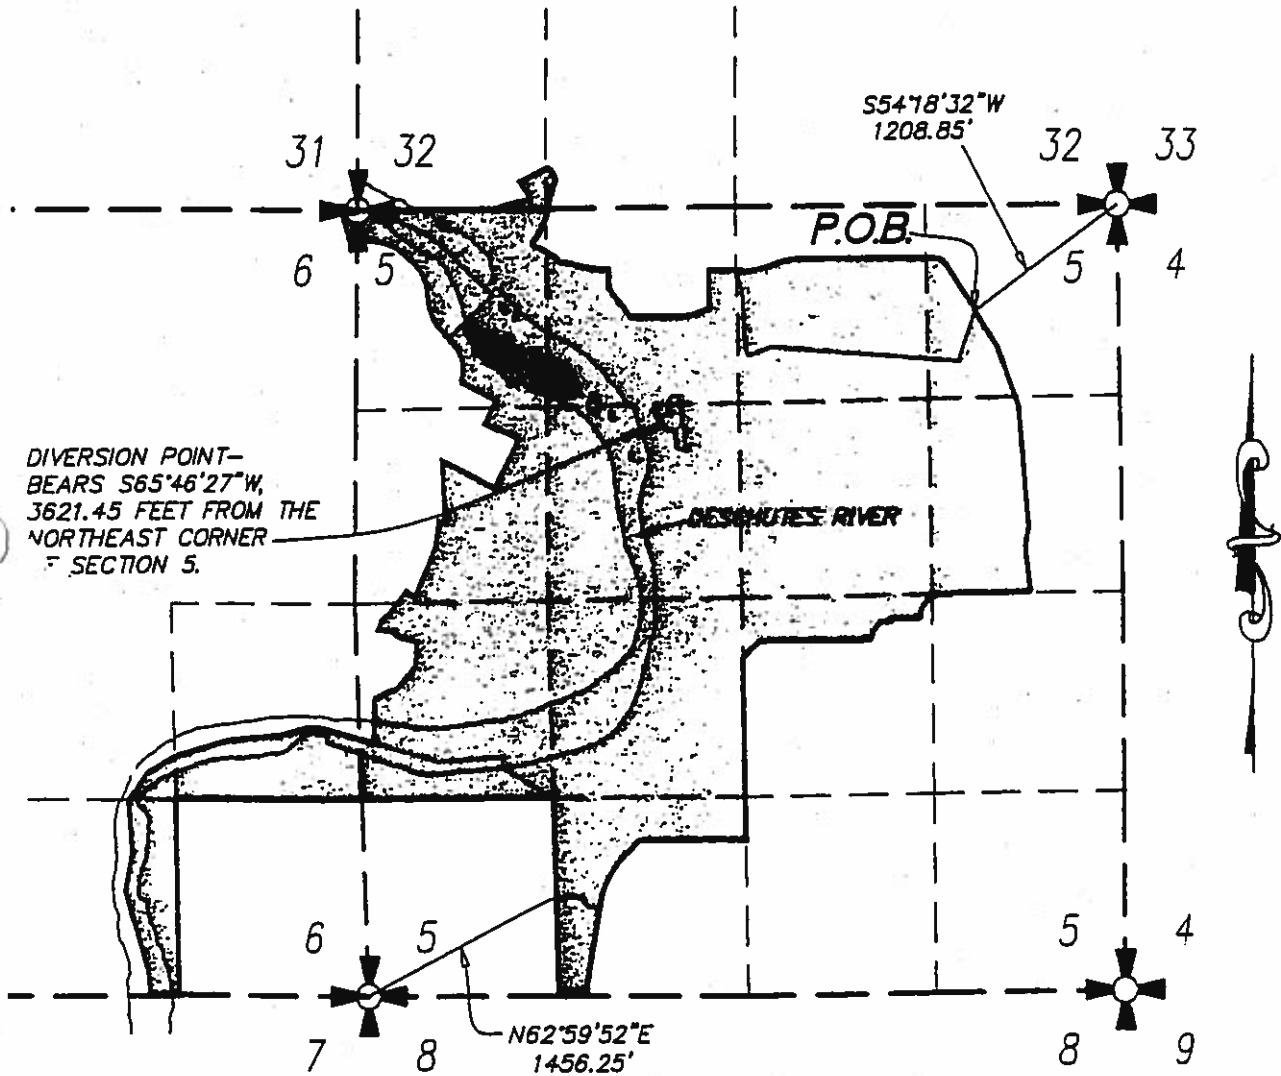 S54°18'32"W
1208.85'
31 32
32 33
P.O.B.
6 5
5 4
DIVERSION POINT-
BEARS S65°46'27"W,
3621.45 FEET FROM THE
NORTHEAST CORNER
SECTION 5.
DESCHUTES RIVER
6 5
5 4
N62°59'52"E
1456.25'
7 8
8 9